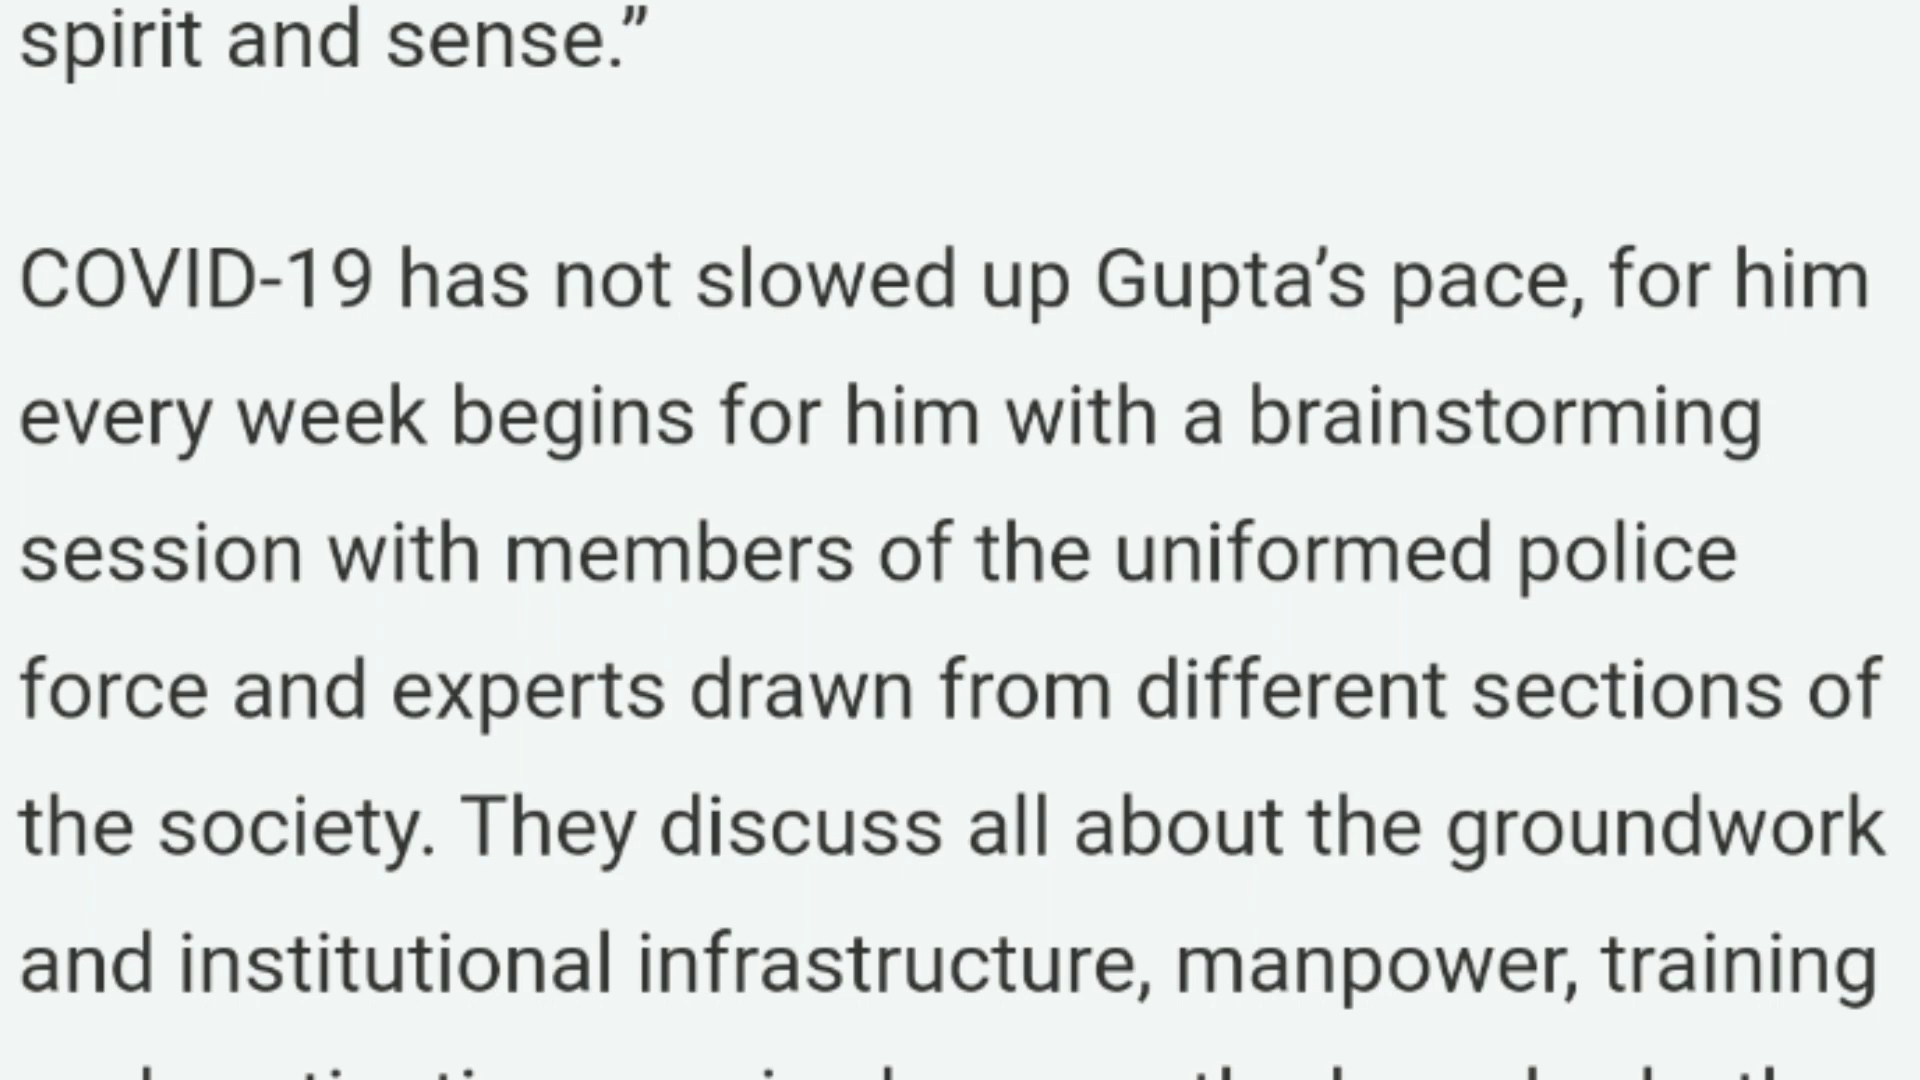 spirit and sense.”
COVID-19 has not slowed up Gupta’s pace, for him
every week begins for him with a brainstorming
session with members of the uniformed police
force and experts drawn from different sections of
the society. They discuss all about the groundwork
and institutional infrastructure, manpower, training